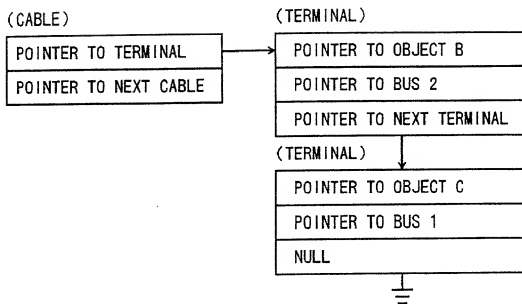 (CABLE)
POINTER TO TERMINAL
POINTER TO NEXT CABLE
(TERMINAL)
POINTER TO OBJECT B
POINTER TO BUS 2
POINTER TO NEXT TERMINAL
(TERMINAL)
POINTER TO OBJECT C
POINTER TO BUS 1
NULL